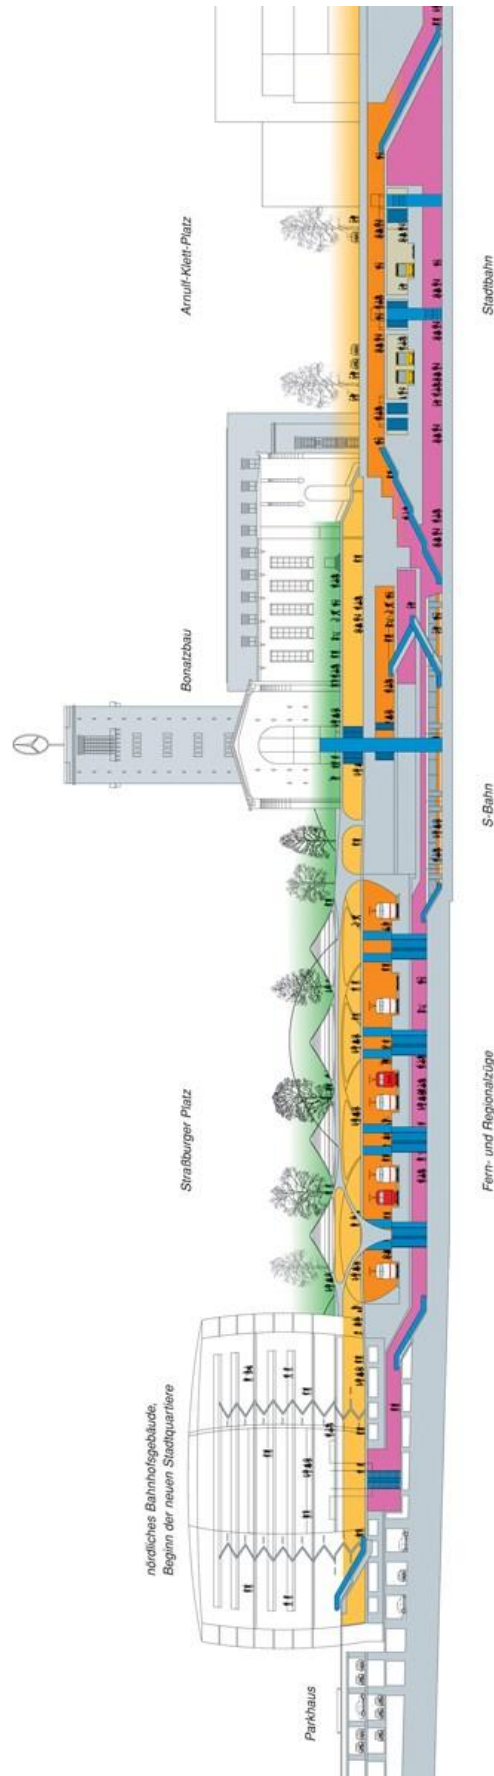 Arnulf-Klett-Platz
Stadtbahn
Bonatzbau
S-Bahn
Straßburger Platz
Fern- und Regionalzüge
nördliches Bahnhofsgebäude,
Beginn der neuen Stadtquartiere
Parkhaus